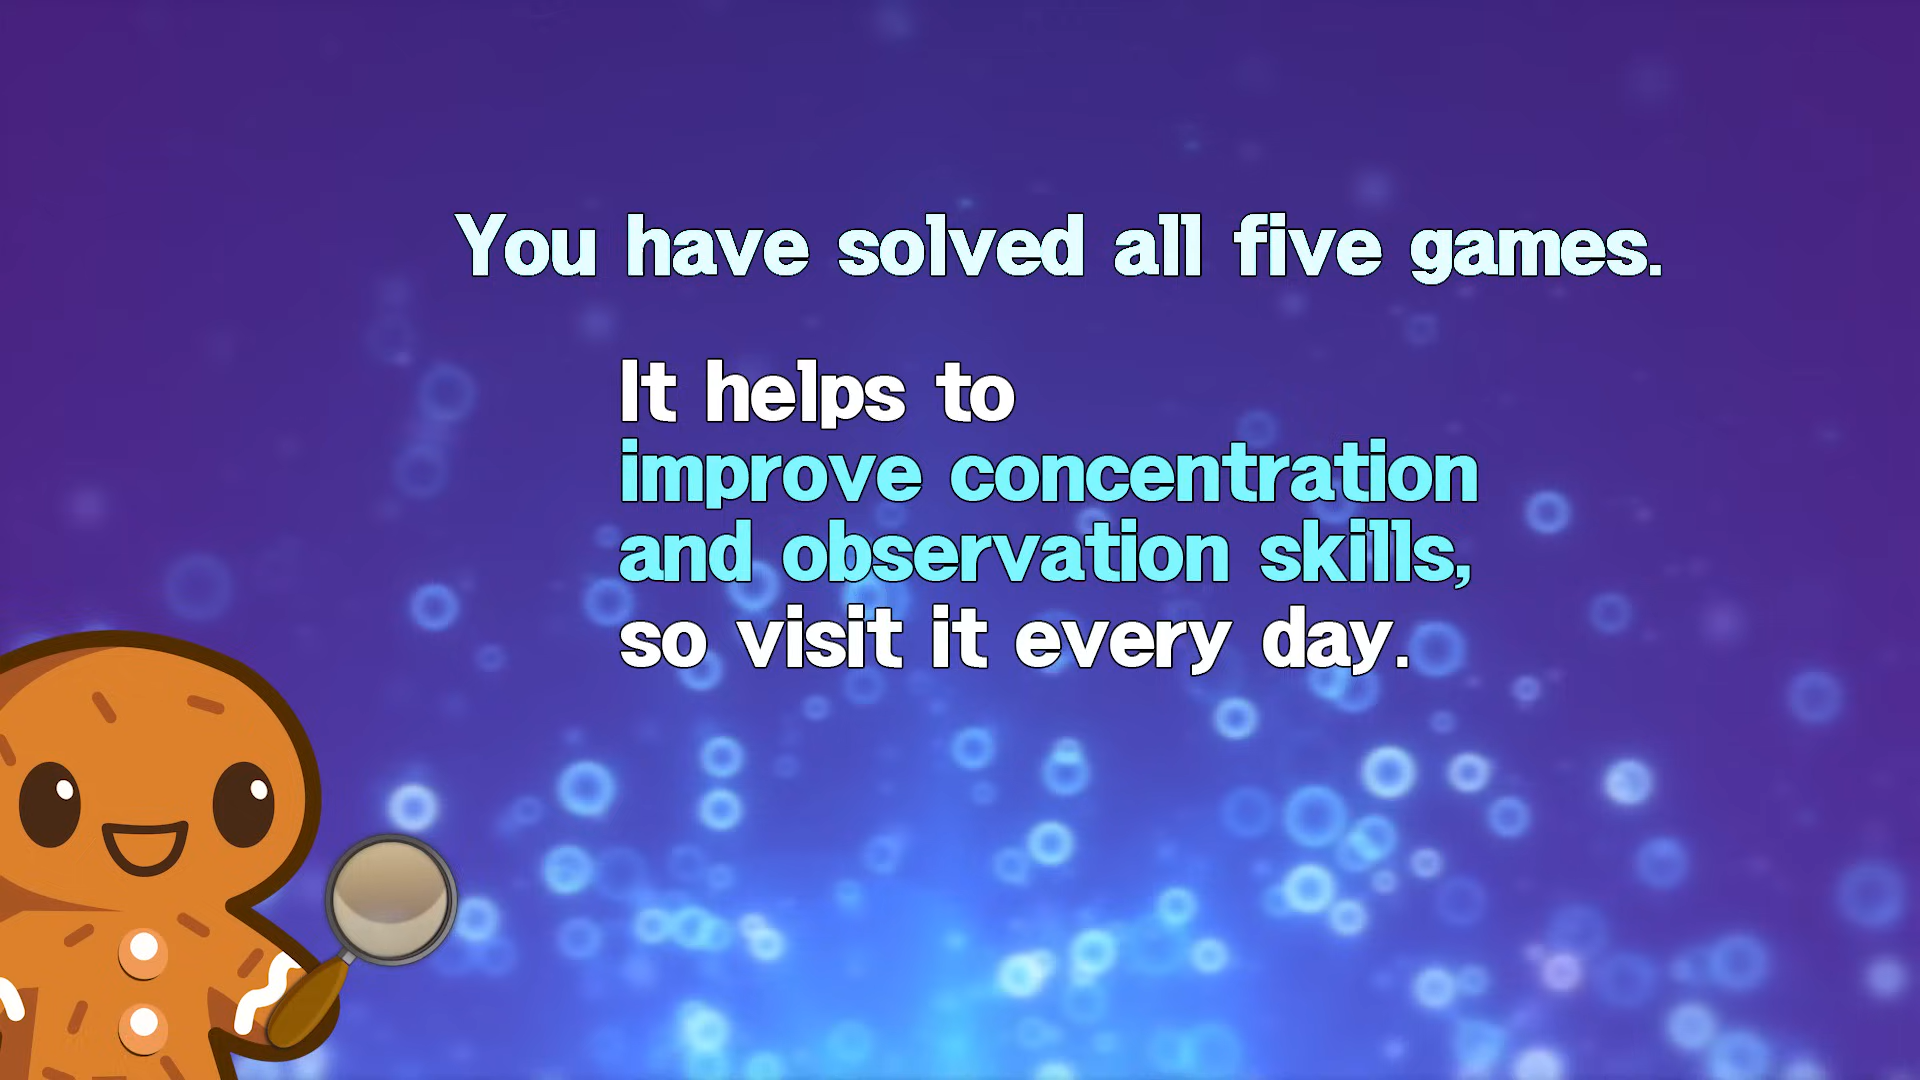 You have solved all five games.
It helps to
improve concentration
and observation skills,
so visit it every day.